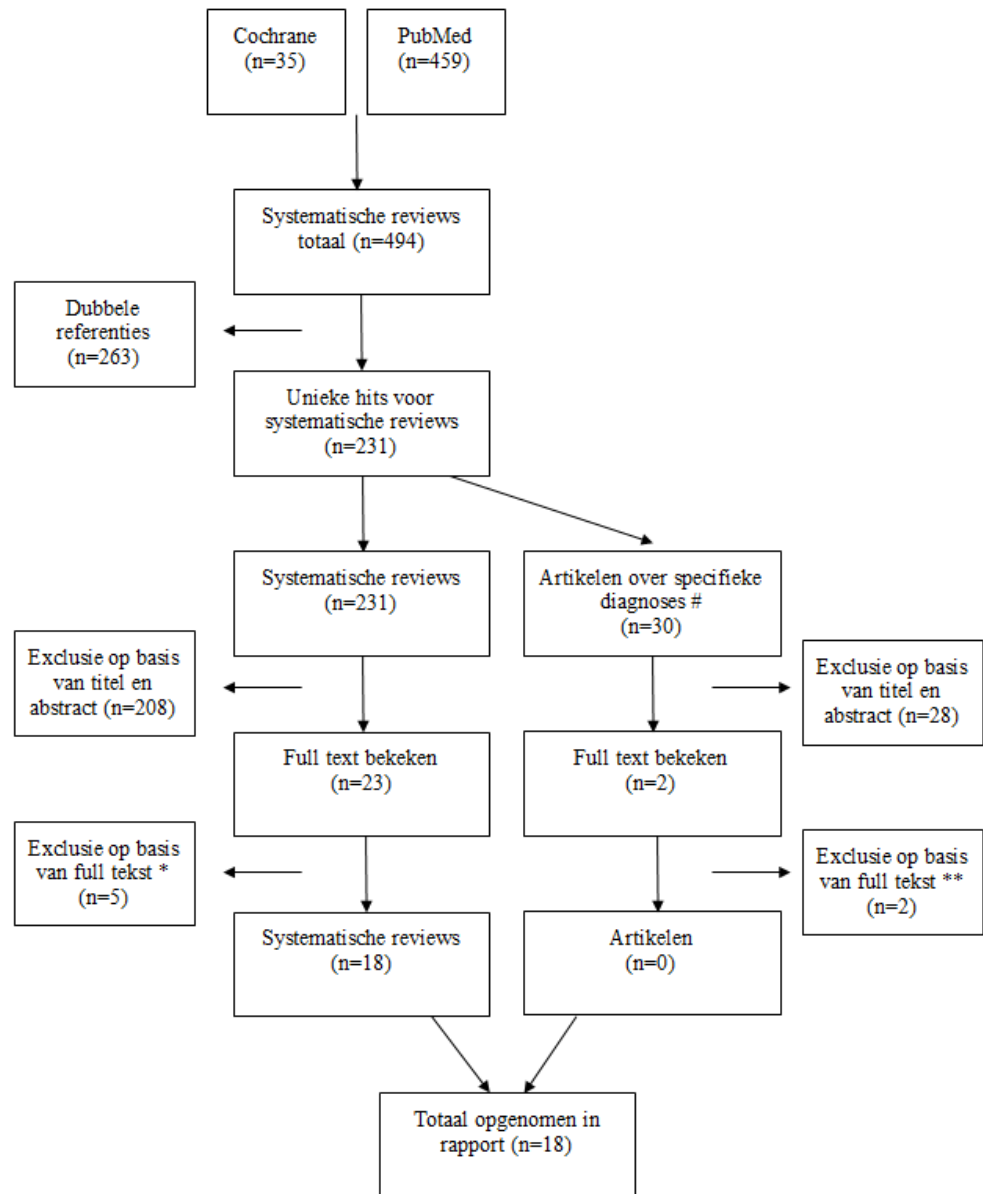 Cochrane
(n=35)
PubMed
(n=459)
Systematische reviews
totaal (n=494)
Dubbele
referenties
(n=263)
Unieke hits voor
systematische reviews
(n=231)
Systematische reviews
(n=231)
Artikelen over specifieke
diagnoses #
(n=30)
Exclusie op basis
van titel en
abstract (n=208)
Exclusie op basis
van titel en
abstract (n=28)
Full text bekeken
(n=23)
Full text bekeken
(n=2)
Exclusie op basis
van full tekst *
(n=5)
Exclusie op basis
van full tekst **
(n=2)
Systematische reviews
(n=18)
Artikelen
(n=0)
Totaal opgenomen in
rapport (n=18)